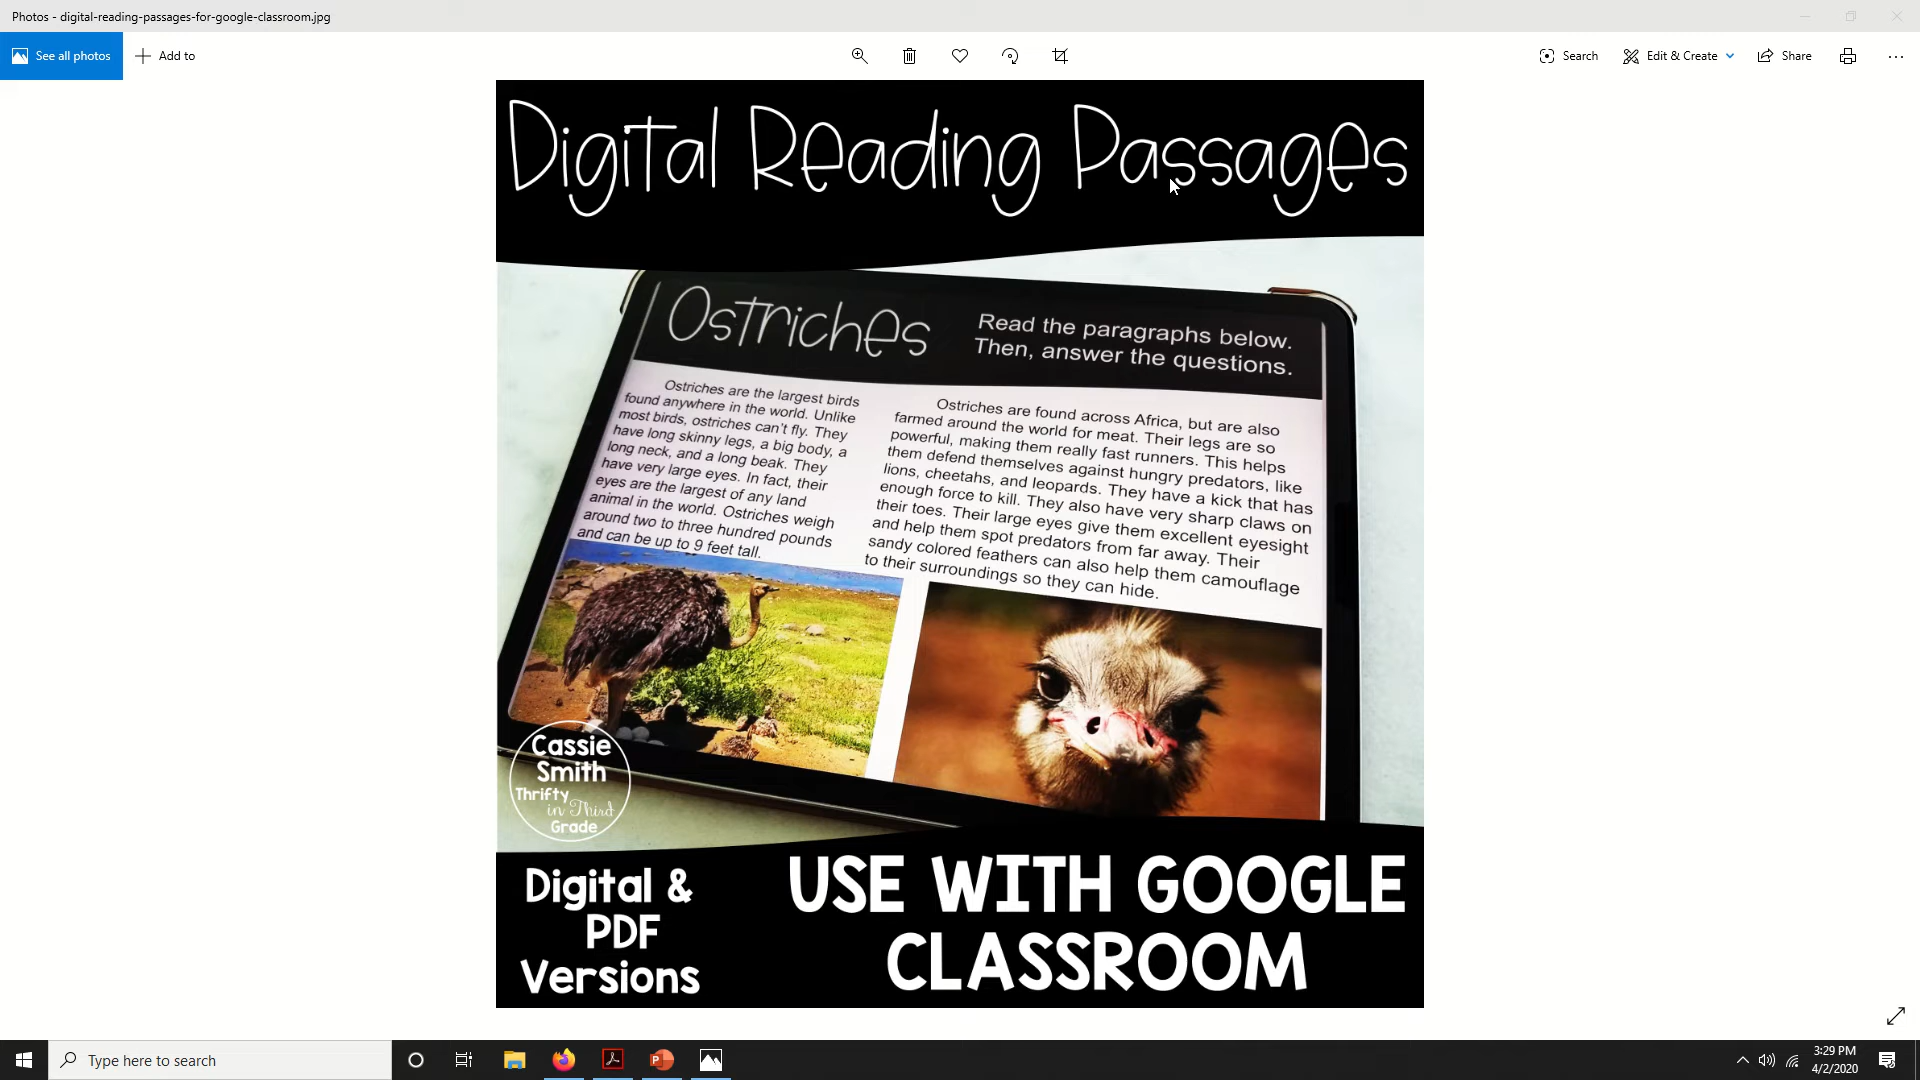 Photos - digital-reading-passages-for-google-classroom.jpg
See all photos
Add to
Search
Edit & Create
Share
Digital Reading Passages
Ostriches
Read the paragraphs below.
Then, answer the questions.
Ostriches are the largest birds
found anywhere in the world. Unlike
most birds, ostriches can't fly. They
have long skinny legs, a big body, a
long neck, and a long beak. They
have very large eyes. In fact, their
eyes are the largest of any land
animal in the world. Ostriches weigh
around two to three hundred pounds
and can be up to 9 feet tall.
Ostriches are found across Africa, but are also
farmed around the world for meat. Their legs are so
powerful, making them really fast runners. This helps
them defend themselves against hungry predators, like
lions, cheetahs, and leopards. They have a kick that has
enough force to kill. They also have very sharp claws on
their toes. Their large eyes give them excellent eyesight
and help them spot predators from far away. Their
sandy colored feathers can also help them camouflage
to their surroundings so they can hide.
Cassie
Smith
Thrifty
in Third
Grade
Digital &
PDF
Versions
USE WITH GOOGLE
CLASSROOM
Type here to search
3:29 PM
4/2/2020